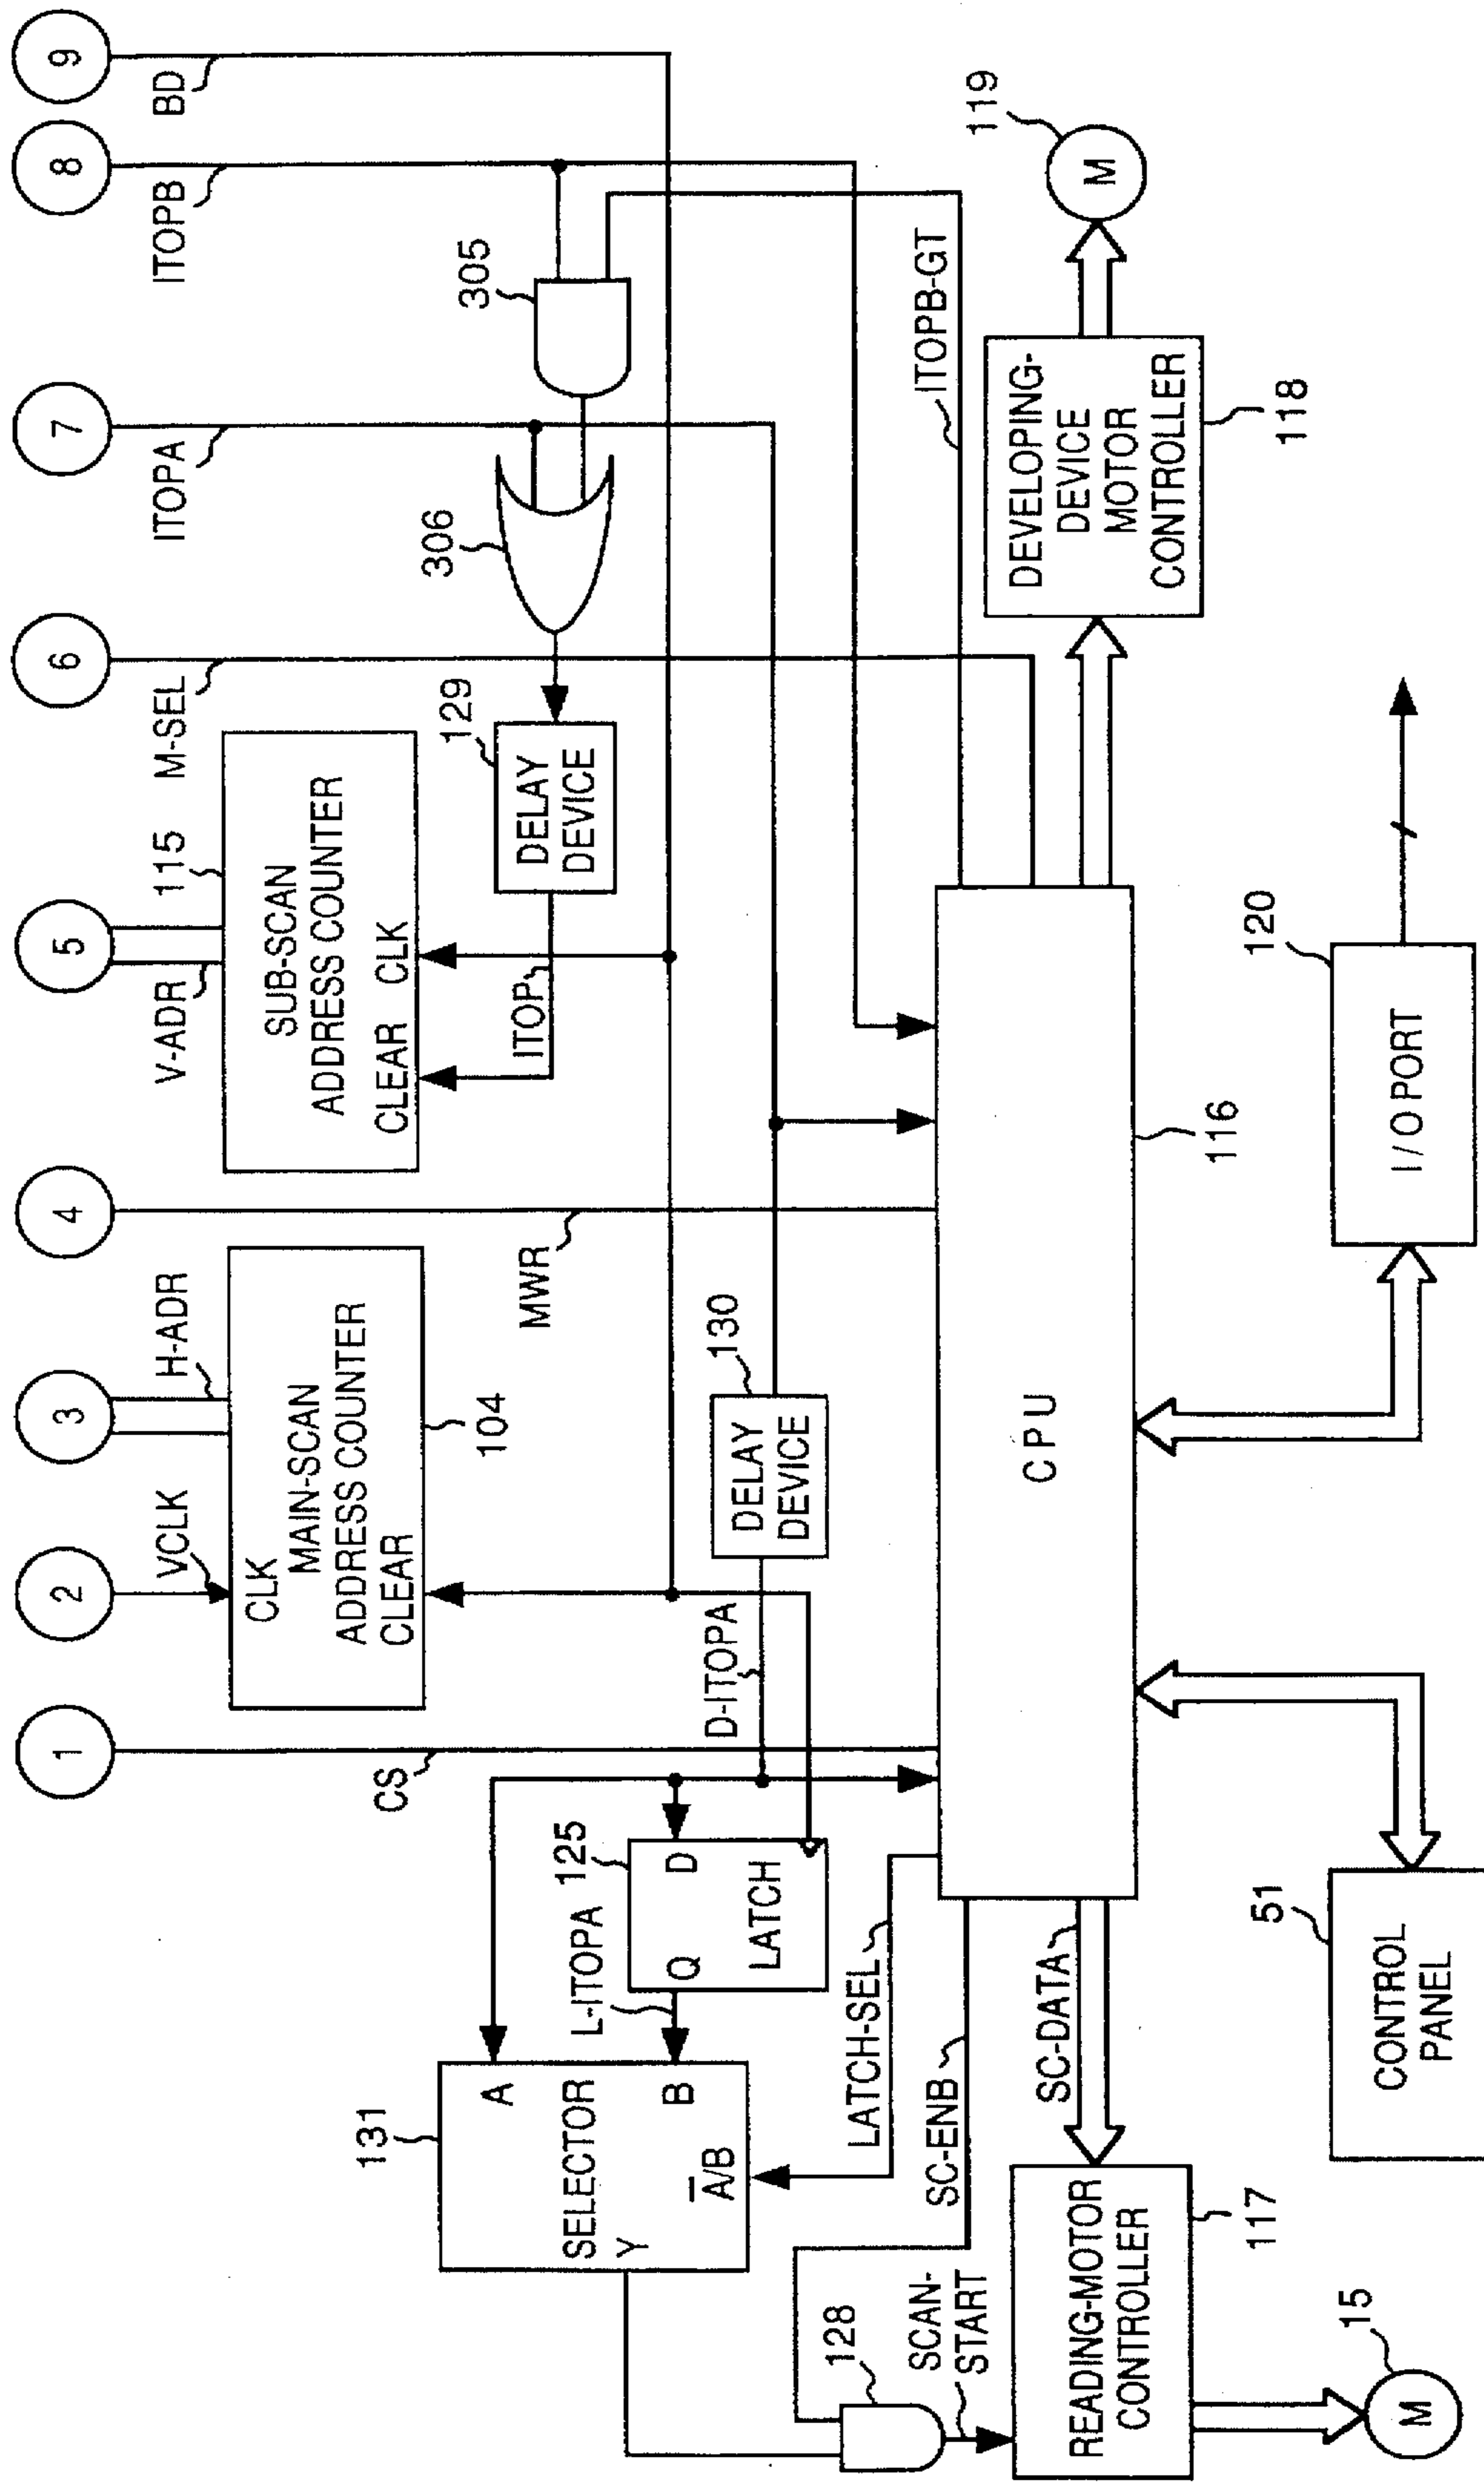 1
2
3
4
5
6
7
8
9
CS
VCLK
H-ADR
MWR
V-ADR
M-SEL
ITOPA
ITOPB
BD
CLK
MAIN-SCAN
ADDRESS COUNTER
CLEAR
104
115
SUB-SCAN
ADDRESS COUNTER
CLEAR CLK
ITOP
129
DELAY
DEVICE
306
305
131
A
SELECTOR
B
Y
A/B
L-ITOPA
125
D
Q
LATCH
D-ITOPA
130
DELAY
DEVICE
LATCH-SEL
SC-ENB
SC-DATA
128
SCAN-
START
CPU
116
ITOPB-GT
READING-MOTOR
CONTROLLER
117
15
M
DEVELOPING-
DEVICE
MOTOR
CONTROLLER
118
119
M
51
CONTROL
PANEL
120
I/O PORT